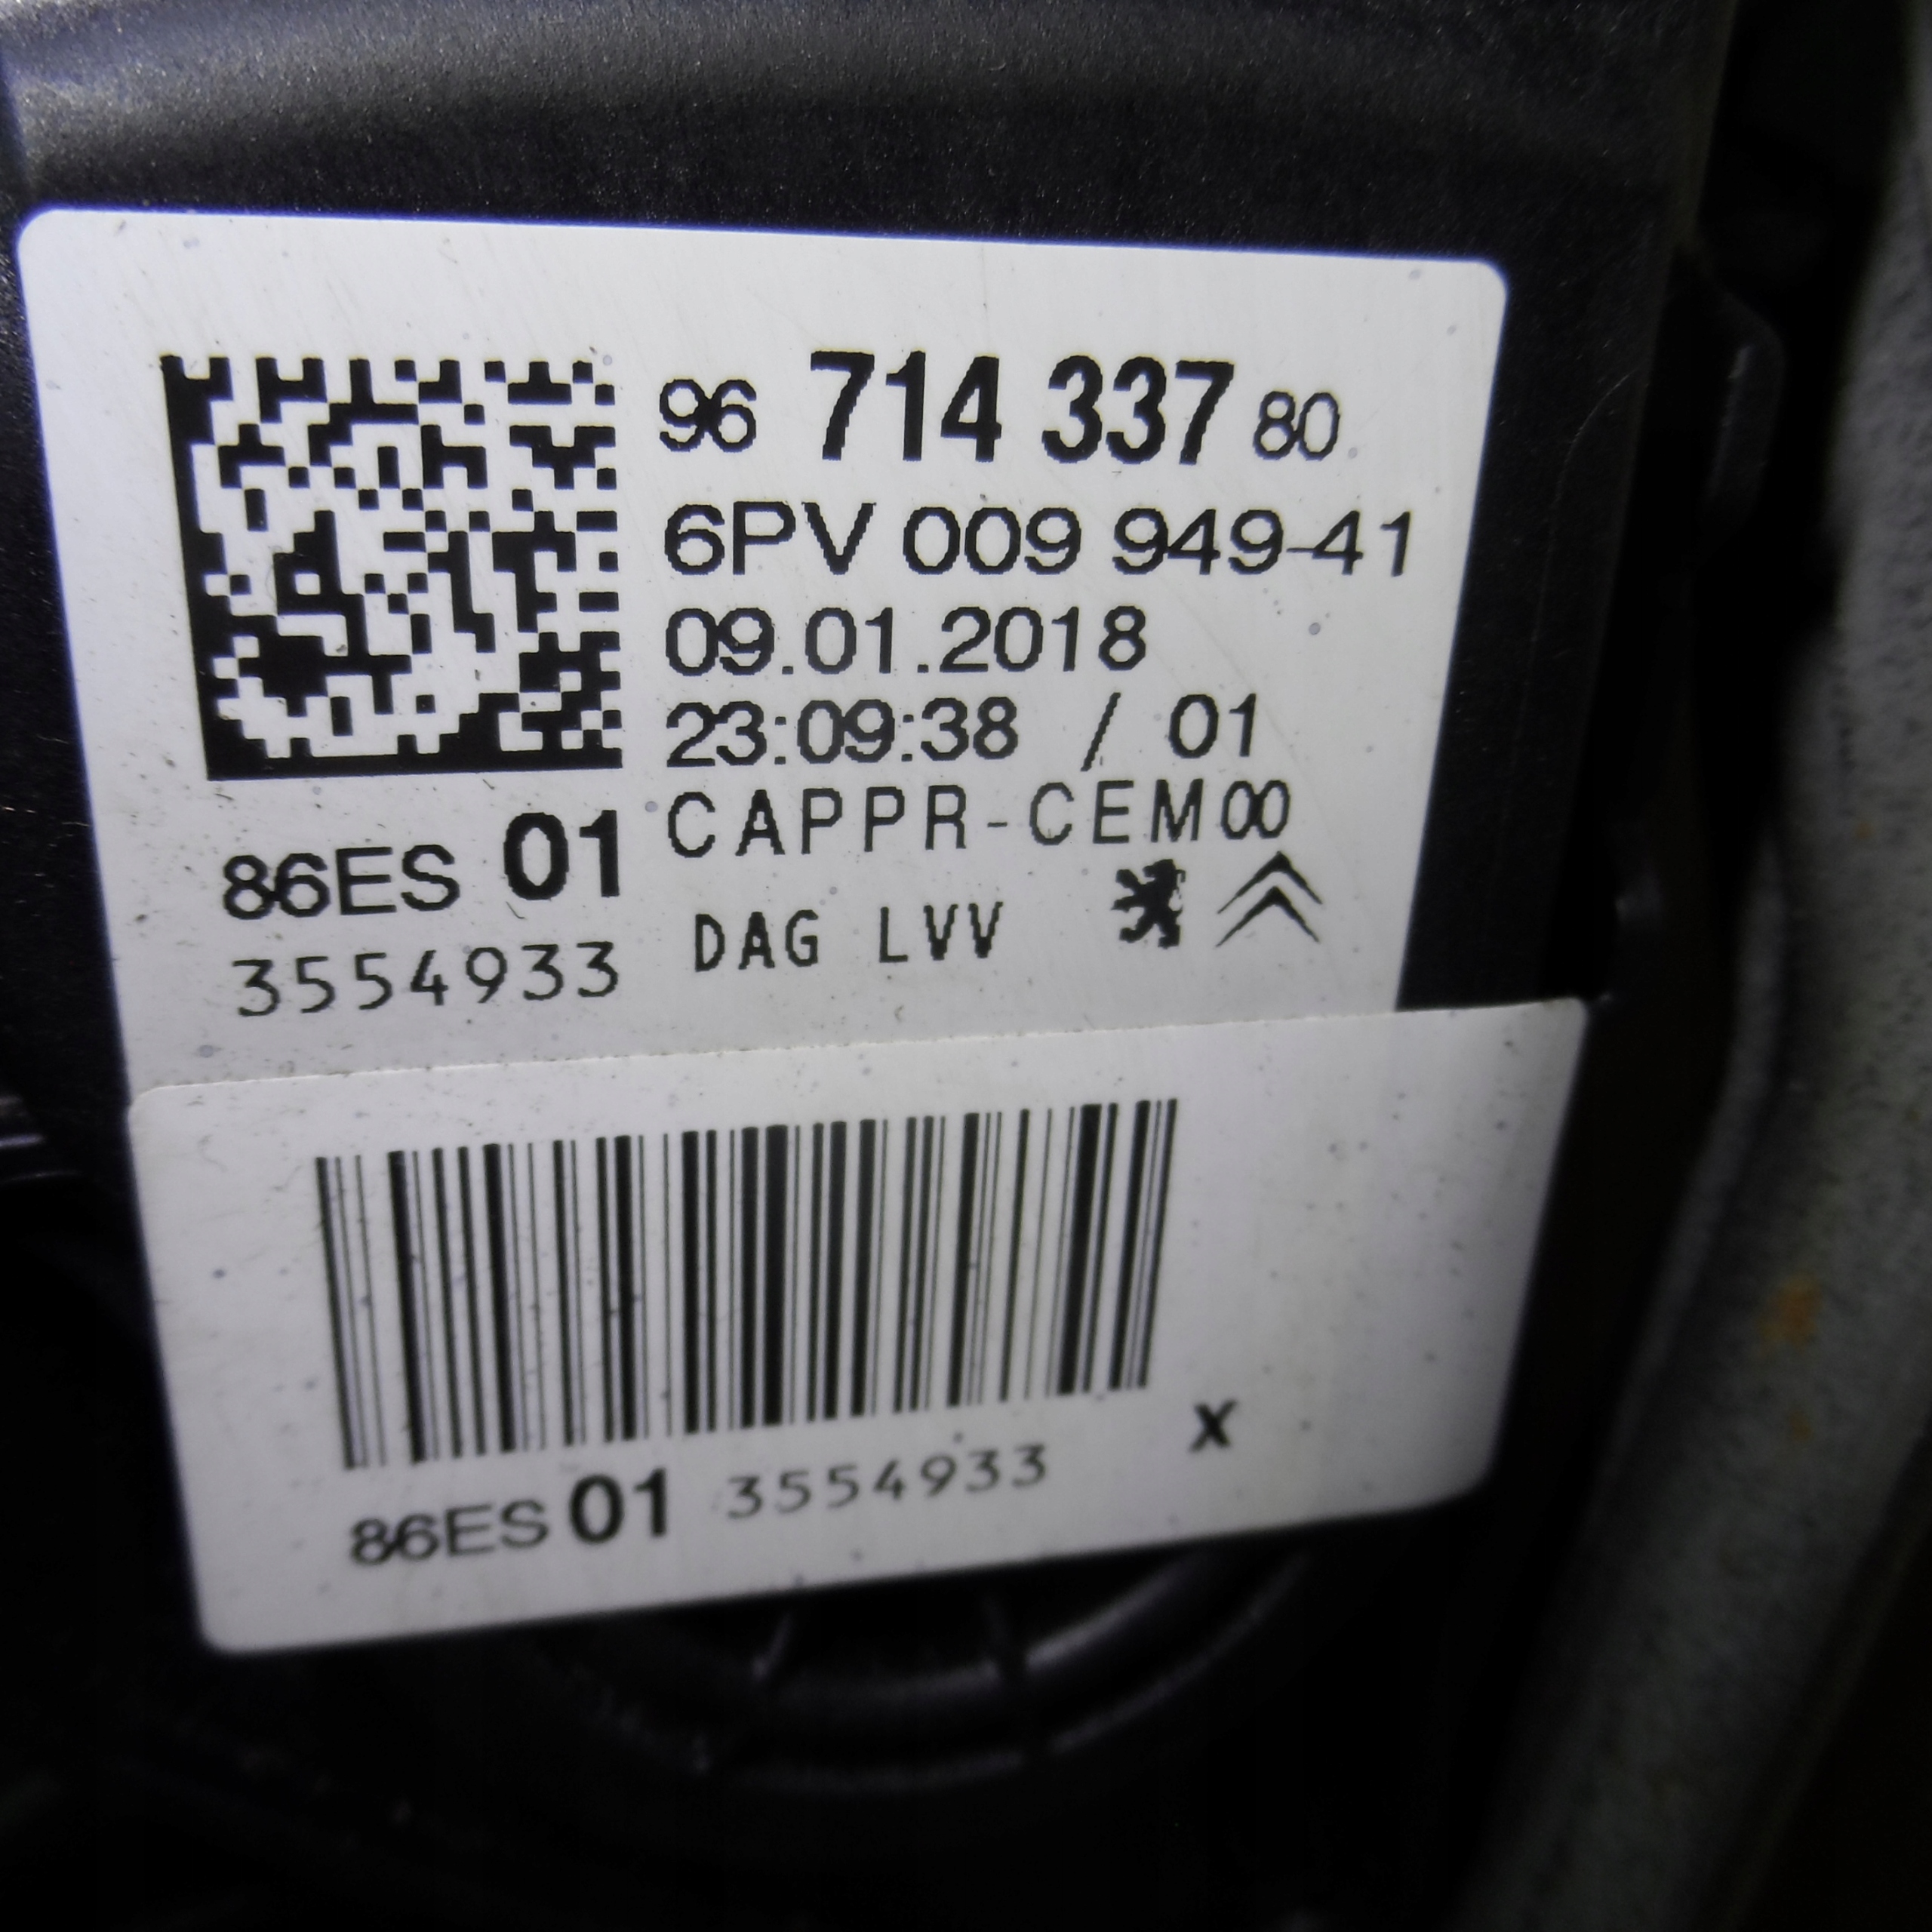 96 714 337 80
6PV 009 949-41
09.01.2018
23:09:38 / 01
CAPPR-CEM00
86ES 01
DAG LVV
3554933
86ES 01 3554933 X